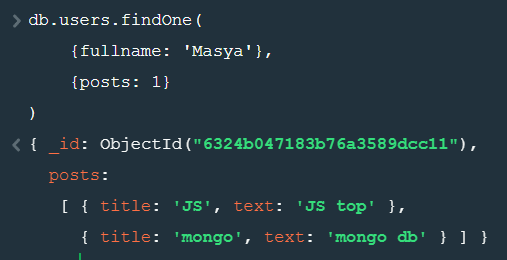 > db.users.findOne(
{fullname: 'Masya'},
{posts: 1}
)
< { _id: ObjectId("6324b047183b76a3589dcc11"),
posts:
[ { title: 'JS', text: 'JS top' },
{ title: 'mongo', text: 'mongo db' } ] }